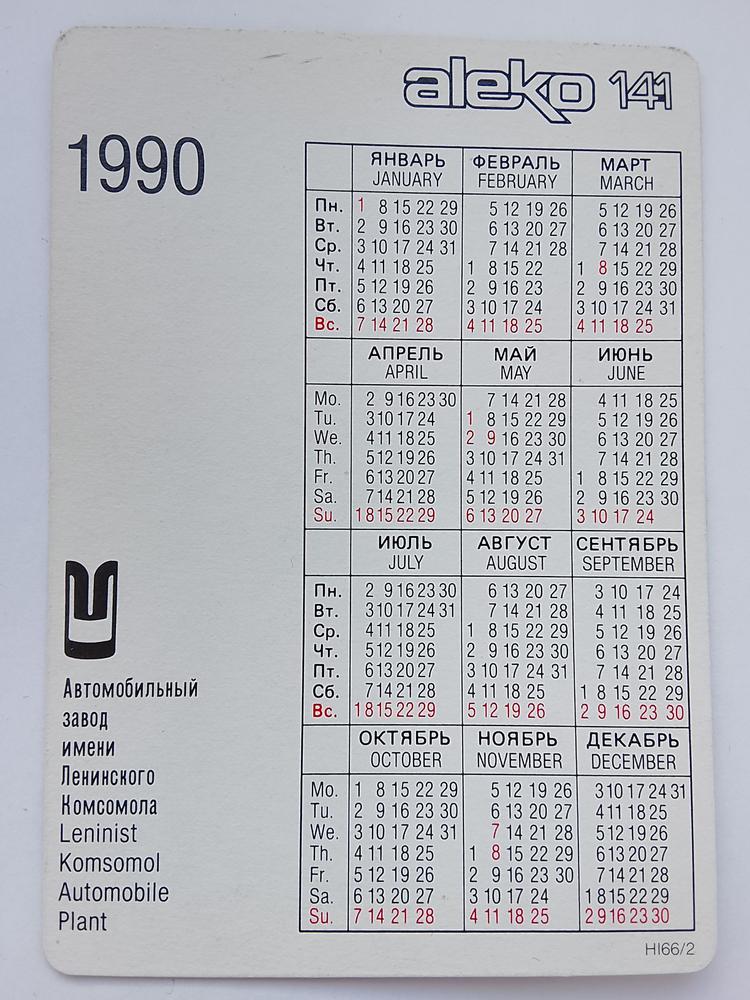 aleko 141
1990
ЯНВАРЬ ФЕВРАЛЬ МАРТ
JANUARY FEBRUARY MARCH
Пн. 1 8 15 22 29 5 12 19 26 5 12 19 26
Вт. 2 9 16 23 30 6 13 20 27 6 13 20 27
Ср. 3 10 17 24 31 7 14 21 28 7 14 21 28
Чт. 4 11 18 25 1 8 15 22 1 8 15 22 29
Пт. 5 12 19 26 2 9 16 23 2 9 16 23 30
Сб. 6 13 20 27 3 10 17 24 3 10 17 24 31
Вс. 7 14 21 28 4 11 18 25 4 11 18 25
АПРЕЛЬ МАЙ ИЮНЬ
APRIL MAY JUNE
Mo. 2 9 16 23 30 7 14 21 28 4 11 18 25
Tu. 3 10 17 24 1 8 15 22 29 5 12 19 26
We. 4 11 18 25 2 9 16 23 30 6 13 20 27
Th. 5 12 19 26 3 10 17 24 31 7 14 21 28
Fr. 6 13 20 27 4 11 18 25 1 8 15 22 29
Sa. 7 14 21 28 5 12 19 26 2 9 16 23 30
Su. 1 8 15 22 29 6 13 20 27 3 10 17 24
ИЮЛЬ АВГУСТ СЕНТЯБРЬ
JULY AUGUST SEPTEMBER
Пн. 2 9 16 23 30 6 13 20 27 3 10 17 24
Вт. 3 10 17 24 31 7 14 21 28 4 11 18 25
Ср. 4 11 18 25 1 8 15 22 29 5 12 19 26
Чт. 5 12 19 26 2 9 16 23 30 6 13 20 27
Пт. 6 13 20 27 3 10 17 24 31 7 14 21 28
Сб. 7 14 21 28 4 11 18 25 1 8 15 22 29
Вс. 1 8 15 22 29 5 12 19 26 2 9 16 23 30
ОКТЯБРЬ НОЯБРЬ ДЕКАБРЬ
OCTOBER NOVEMBER DECEMBER
Mo. 1 8 15 22 29 5 12 19 26 3 10 17 24 31
Tu. 2 9 16 23 30 6 13 20 27 4 11 18 25
We. 3 10 17 24 31 7 14 21 28 5 12 19 26
Th. 4 11 18 25 1 8 15 22 29 6 13 20 27
Fr. 5 12 19 26 2 9 16 23 30 7 14 21 28
Sa. 6 13 20 27 3 10 17 24 1 8 15 22 29
Su. 7 14 21 28 4 11 18 25 2 9 16 23 30
Автомобильный
завод
имени
Ленинского
Комсомола
Leninist
Komsomol
Automobile
Plant
HI66/2